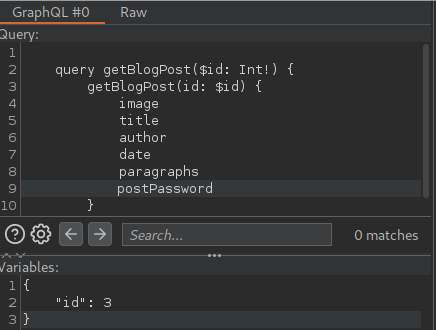 GraphQL #0 Raw
Query:
1
2 query getBlogPost($id: Int!) {
3 getBlogPost(id: $id) {
4 image
5 title
6 author
7 date
8 paragraphs
9 postPassword
10 }
Search... 0 matches
Variables:
1 {
2 "id": 3
3 }